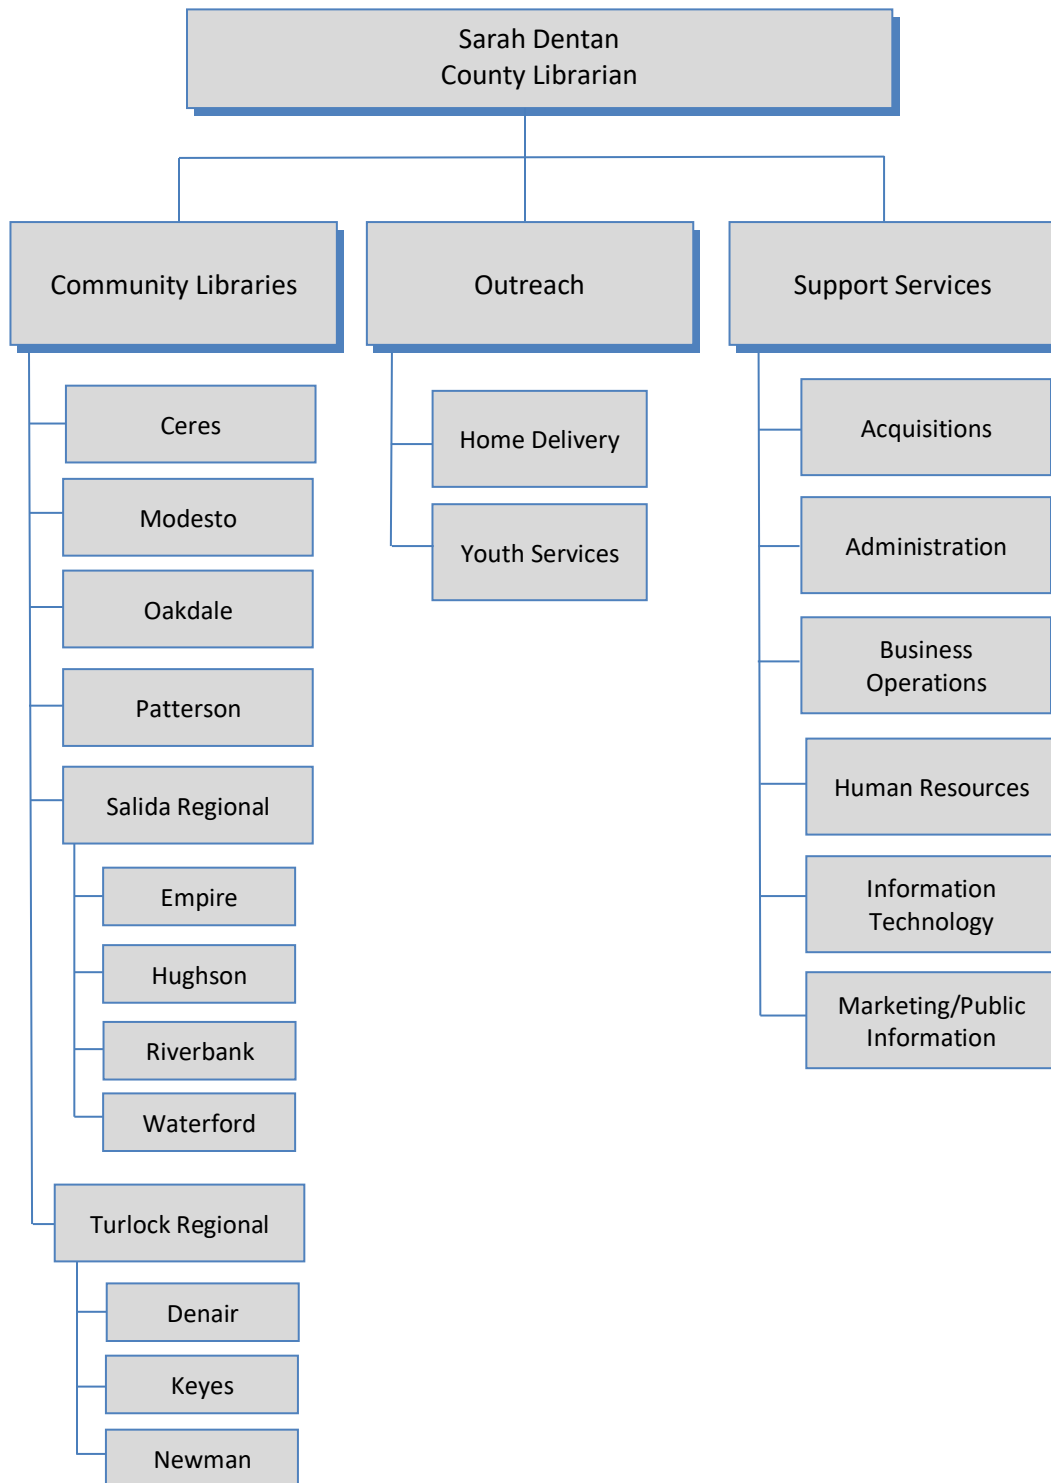 Sarah Dentan
County Librarian
Community Libraries
Ceres
Modesto
Oakdale
Patterson
Salida Regional
Empire
Hughson
Riverbank
Waterford
Turlock Regional
Denair
Keyes
Newman
Outreach
Home Delivery
Youth Services
Support Services
Acquisitions
Administration
Business
Operations
Human Resources
Information
Technology
Marketing/Public
Information